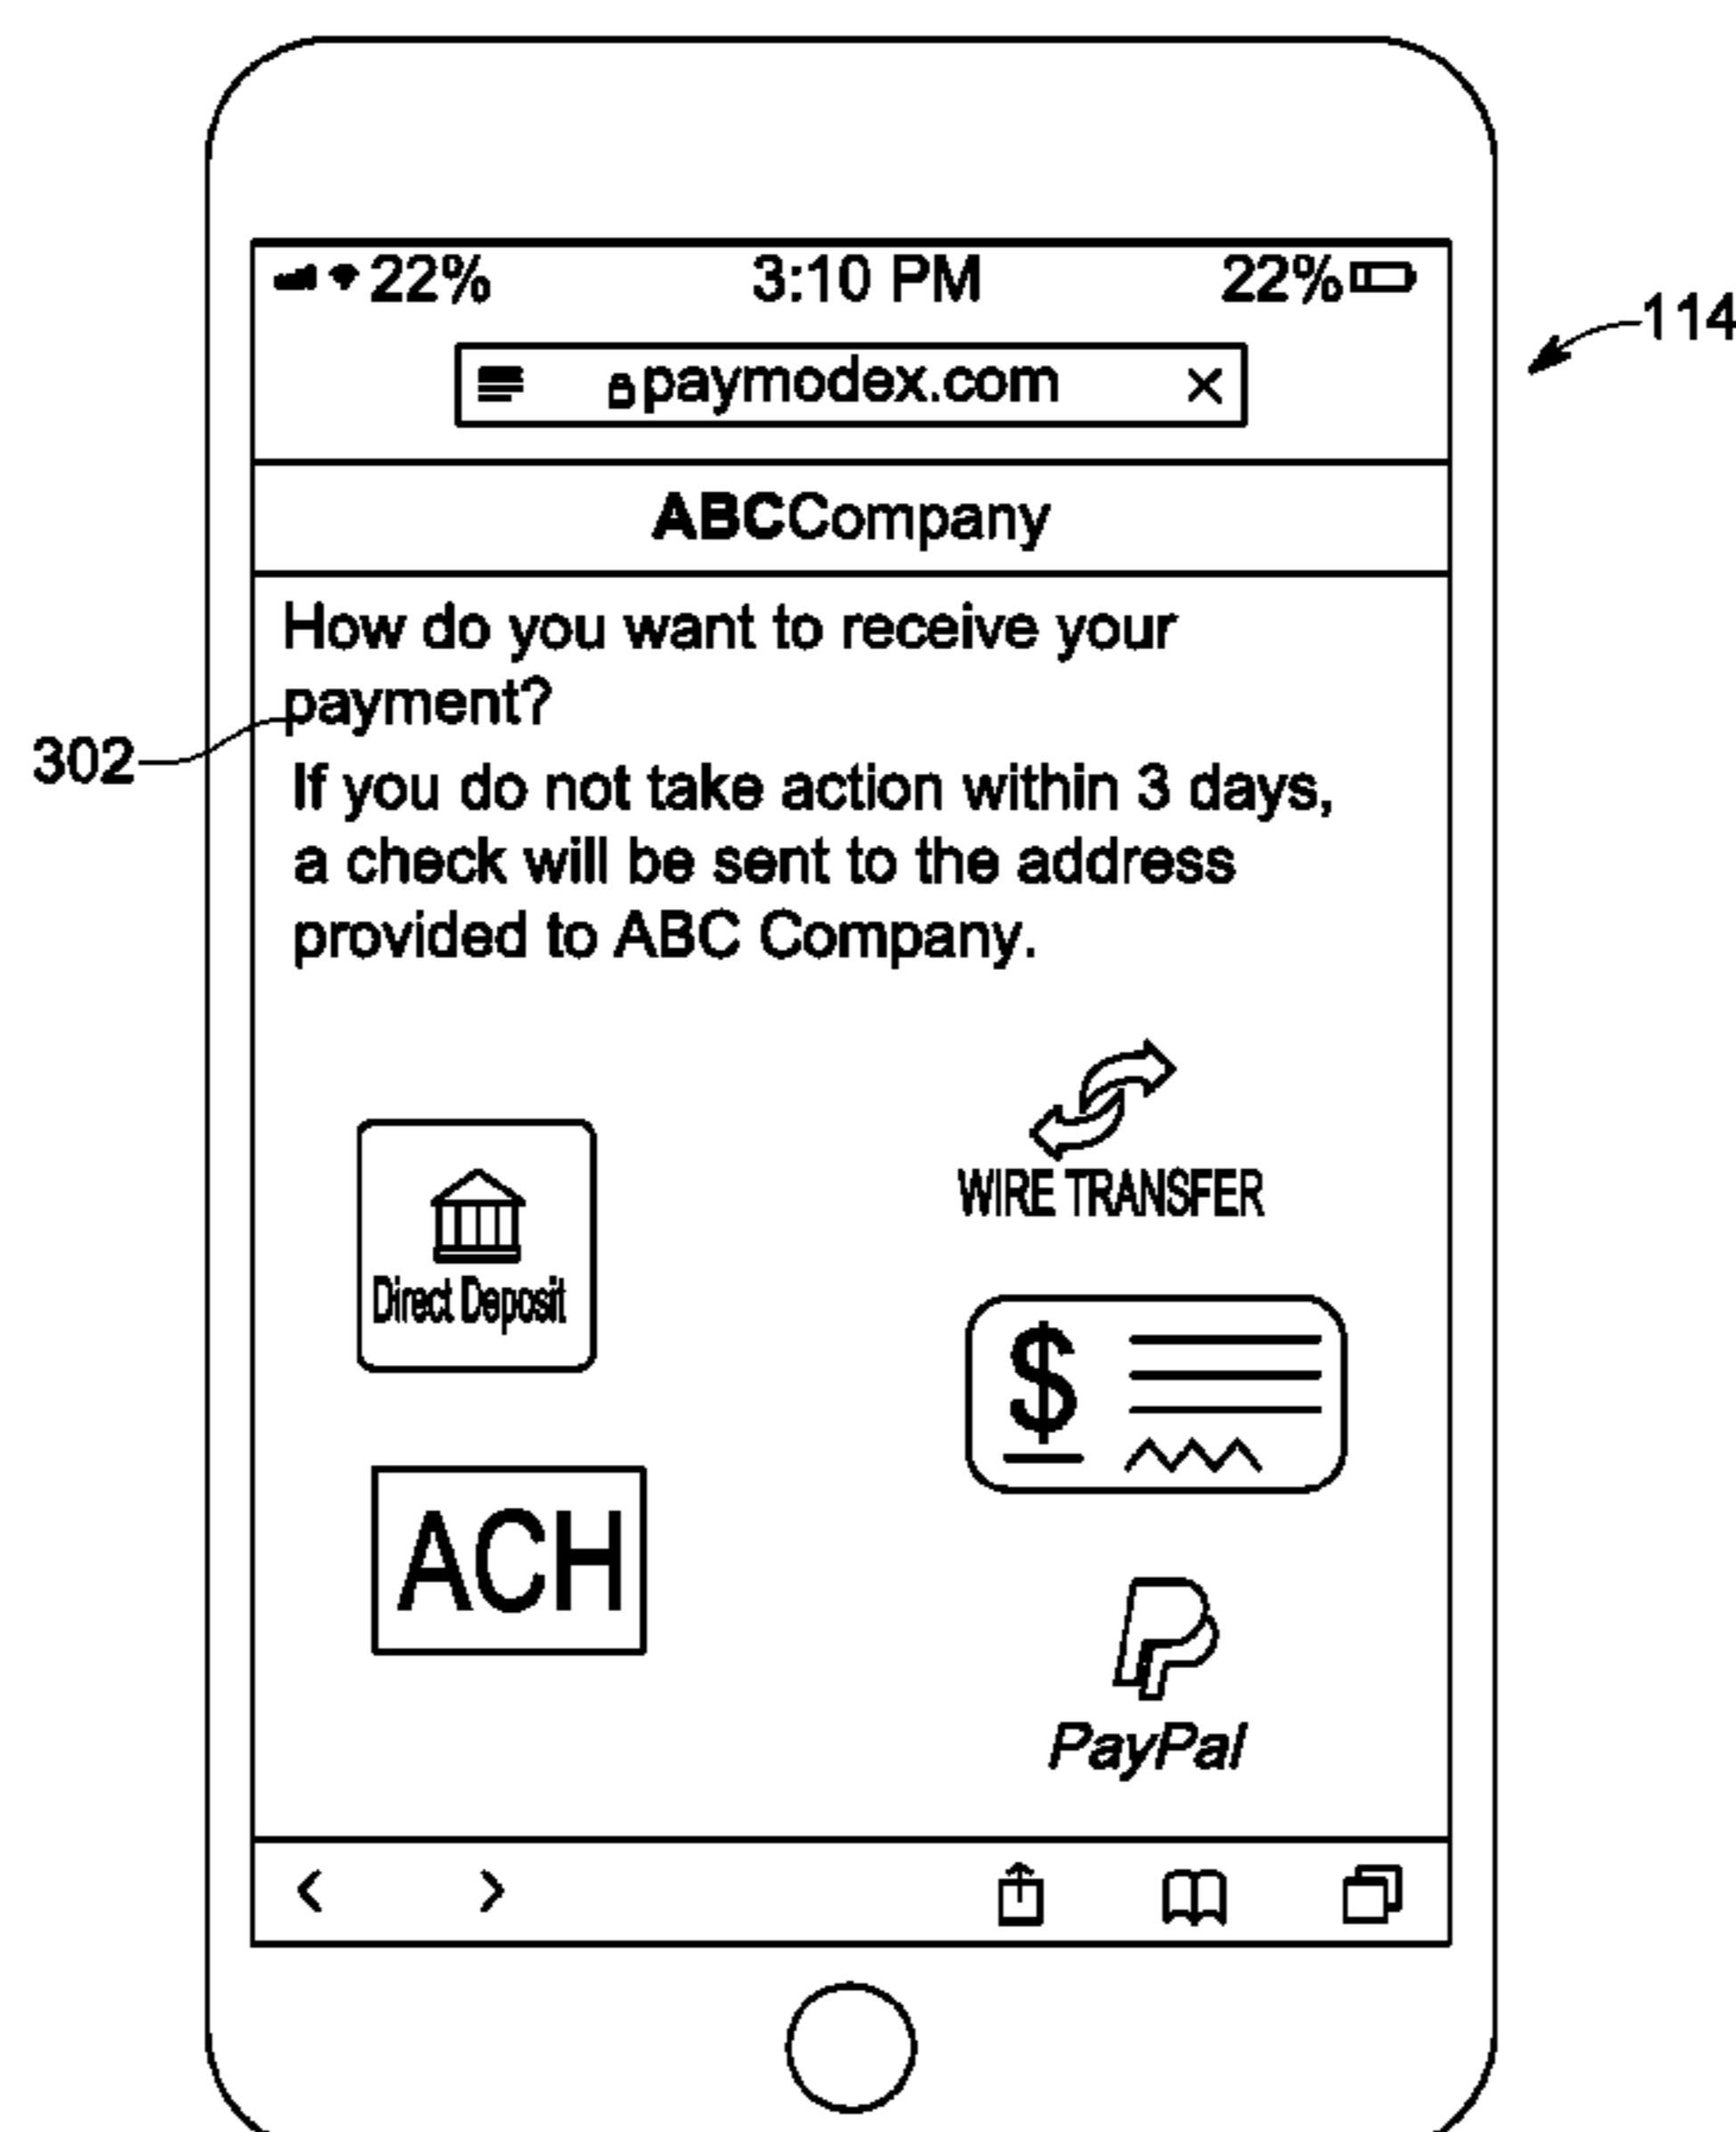 22% 3:10 PM 22%
114
paymodex.com
ABCCompany
How do you want to receive your
payment?
302
If you do not take action within 3 days,
a check will be sent to the address
provided to ABC Company.
WIRE TRANSFER
Direct Deposit
$
ACH
PayPal